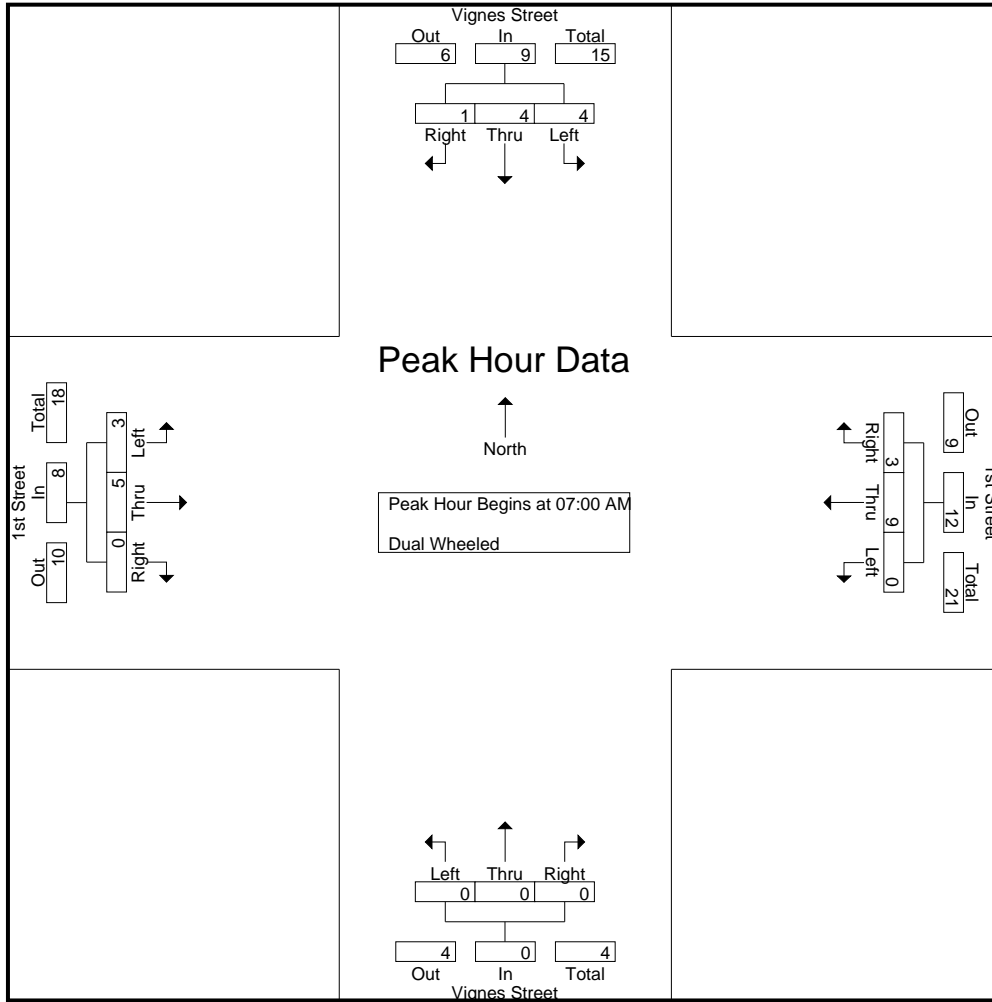 Vignes Street
Out In Total
6 9 15
1 4 4
Right Thru Left
Peak Hour Data
North
Peak Hour Begins at 07:00 AM
Dual Wheeled
1st Street
Total In Out
18 8 10
3 5 0
Left Thru Right
Right Thru Left
3 9 0
Out In Total
9 12 21
1st Street
Left Thru Right
0 0 0
4 0 4
Out In Total
Vignes Street